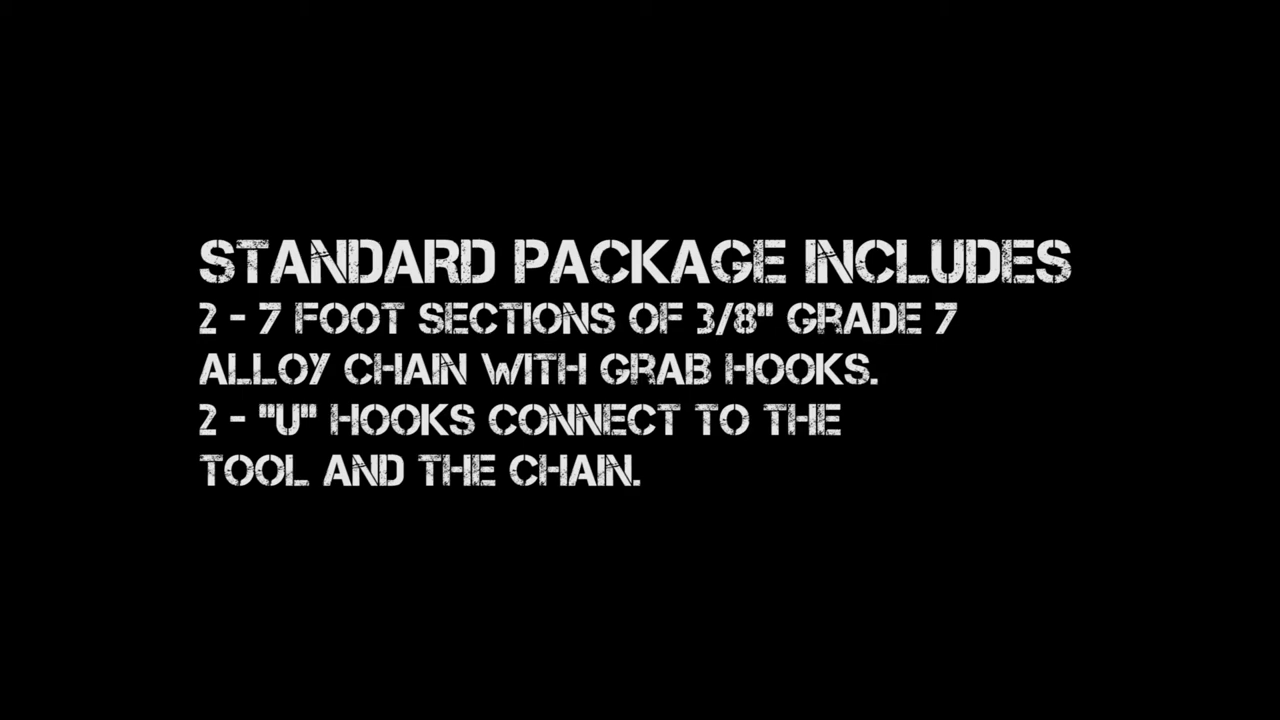 STANDARD PACKAGE INCLUDES
2 - 7 FOOT SECTIONS OF 3/8" GRADE 7
ALLOY CHAIN WITH GRAB HOOKS.
2 - "U" HOOKS CONNECT TO THE
TOOL AND THE CHAIN.